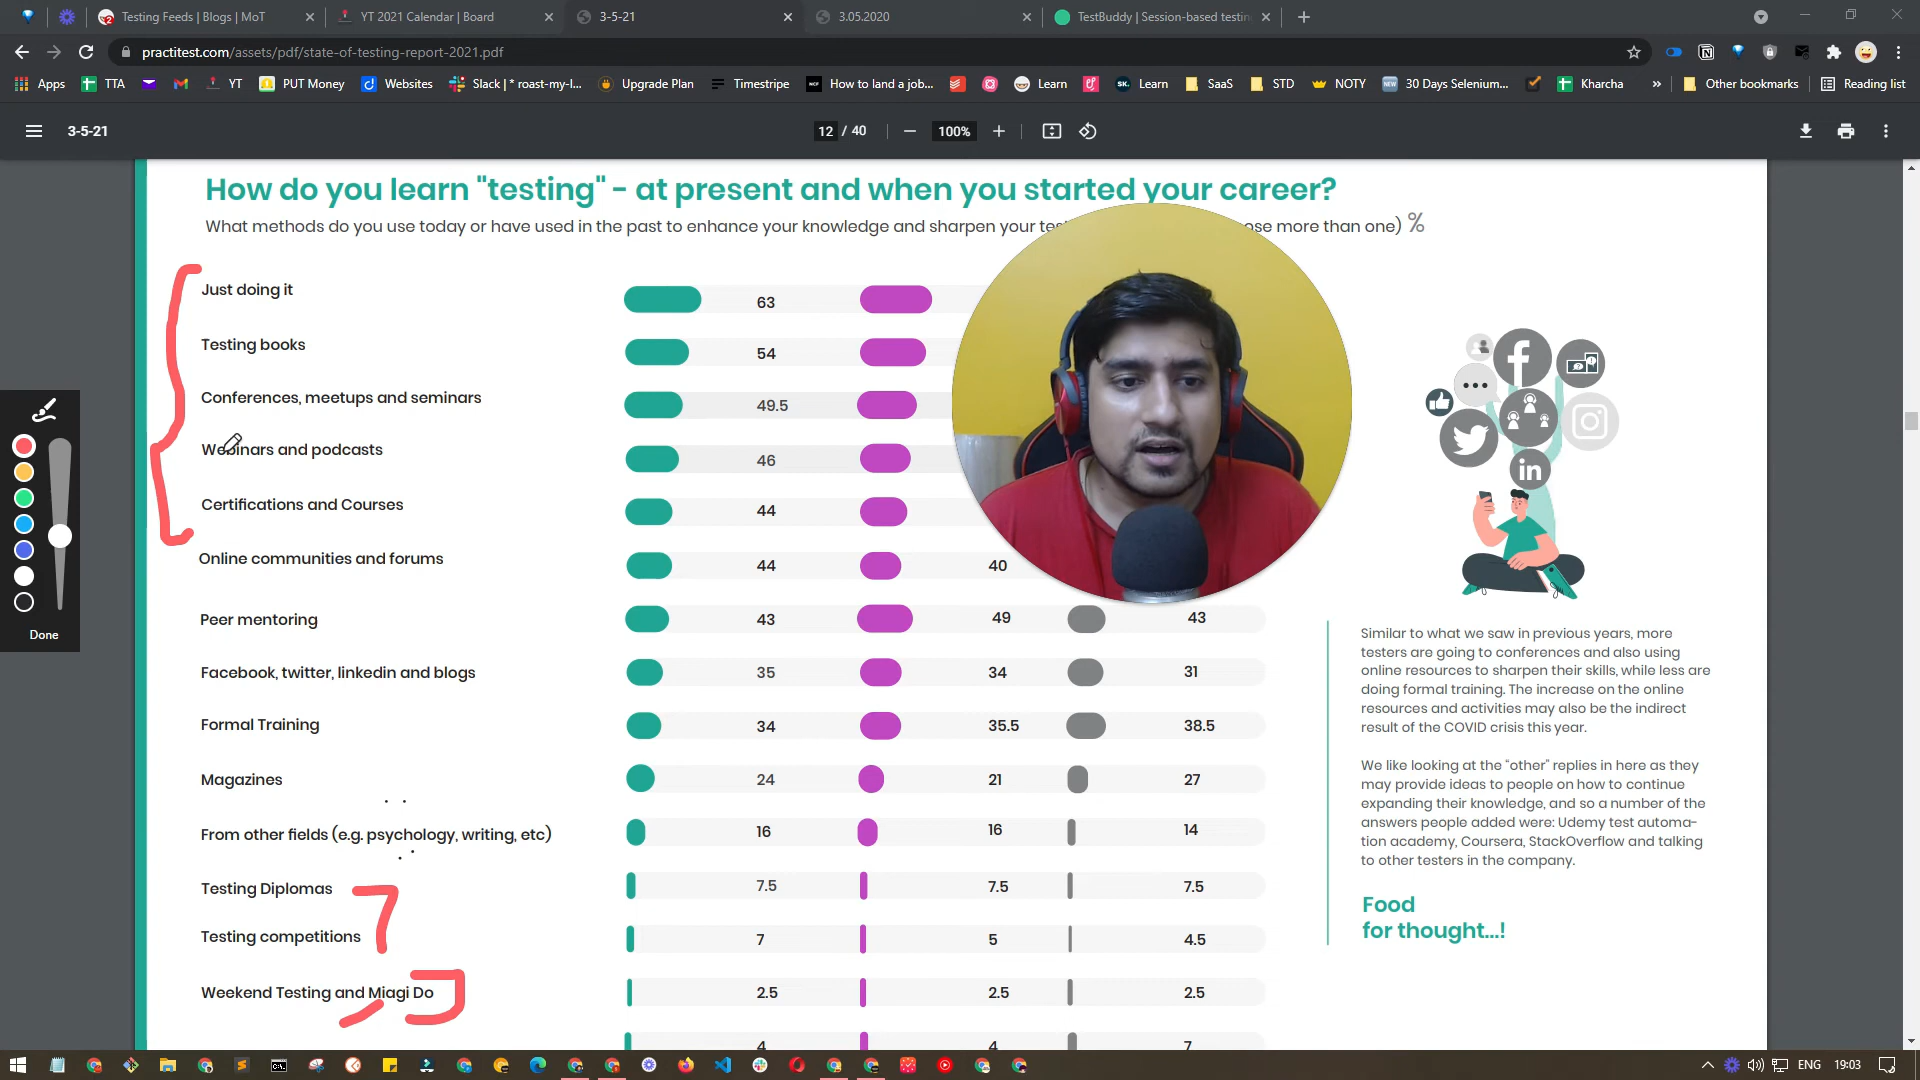 Testing Feeds | Blogs | MoT
YT 2021 Calendar | Board
3-5-21
3.05.2020
TestBuddy | Session-based testin
practitest.com/assets/pdf/state-of-testing-report-2021.pdf
Apps TTA YT PUT Money Websites Slack | * roast-my-l... Upgrade Plan Timestripe How to land a job... Learn Learn SaaS STD NOTY 30 Days Selenium... Kharcha » Other bookmarks Reading list
3-5-21
12 / 40
100%
How do you learn "testing" - at present and when you started your career?
What methods do you use today or have used in the past to enhance your knowledge and sharpen your tes
ose more than one) %
Just doing it 63
Testing books 54
Conferences, meetups and seminars 49.5
Webinars and podcasts 46
Certifications and Courses 44
Online communities and forums 44 40
Peer mentoring 43 49 43
Facebook, twitter, linkedin and blogs 35 34 31
Formal Training 34 35.5 38.5
Magazines 24 21 27
From other fields (e.g. psychology, writing, etc) 16 16 14
Testing Diplomas 7.5 7.5 7.5
Testing competitions 7 5 4.5
Weekend Testing and Miagi Do 2.5 2.5 2.5
4 4 7
Similar to what we saw in previous years, more
testers are going to conferences and also using
online resources to sharpen their skills, while less are
doing formal training. The increase on the online
resources and activities may also be the indirect
result of the COVID crisis this year.
We like looking at the "other" replies in here as they
may provide ideas to people on how to continue
expanding their knowledge, and so a number of the
answers people added were: Udemy test automa-
tion academy, Coursera, StackOverflow and talking
to other testers in the company.
Food
for thought...!
Done
ENG 19:03